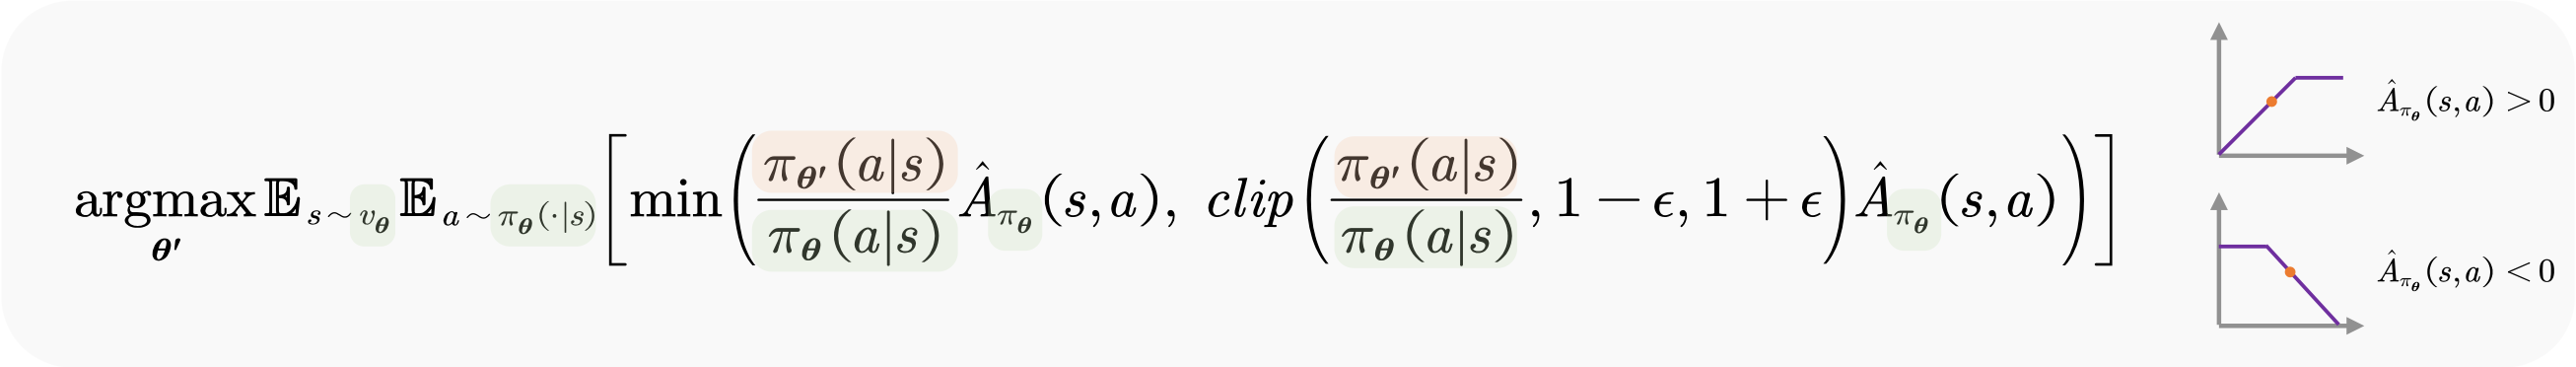 argmax_{θ'} 𝔼_{s∼v_θ} 𝔼_{a∼π_θ(·|s)} [ min( π_{θ'}(a|s) / π_θ(a|s) Â_{π_θ}(s, a), clip( π_{θ'}(a|s) / π_θ(a|s), 1 − ϵ, 1 + ϵ ) Â_{π_θ}(s, a) ) ]
Â_{π_θ}(s, a) > 0
Â_{π_θ}(s, a) < 0